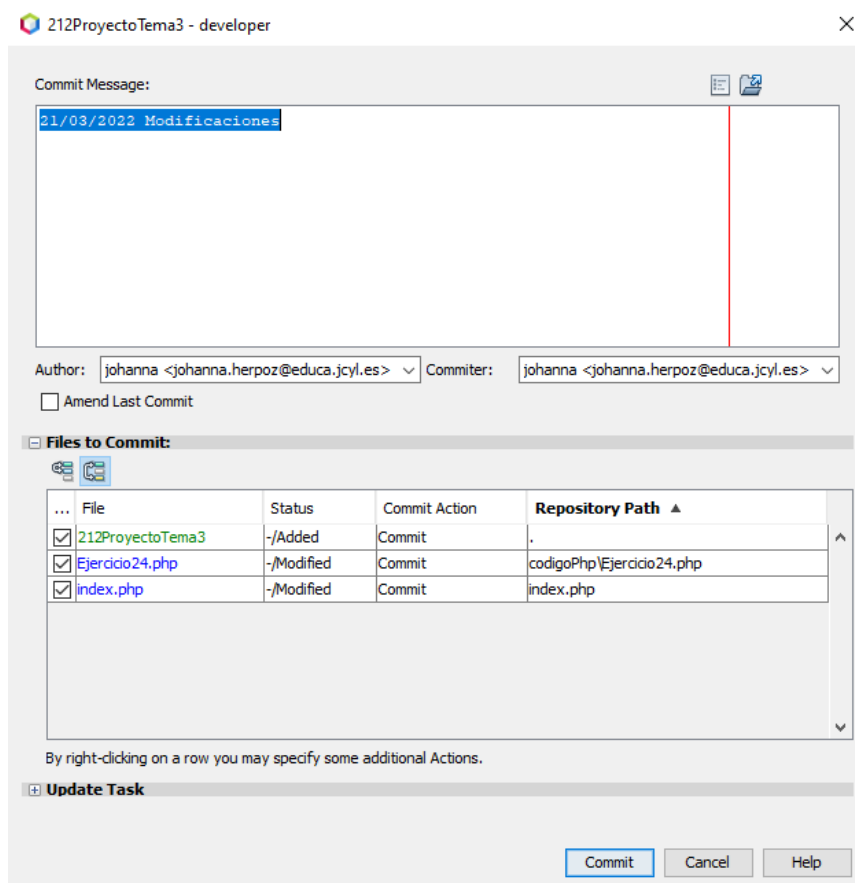 212ProyectoTema3 - developer
Commit Message:
21/03/2022 Modificaciones
Author: johanna <johanna.herpoz@educa.jcyl.es> Commiter: johanna <johanna.herpoz@educa.jcyl.es>
Amend Last Commit
Files to Commit:
... File Status Commit Action Repository Path
212ProyectoTema3 -/Added Commit .
Ejercicio24.php -/Modified Commit codigoPhp\Ejercicio24.php
index.php -/Modified Commit index.php
By right-clicking on a row you may specify some additional Actions.
Update Task
Commit Cancel Help